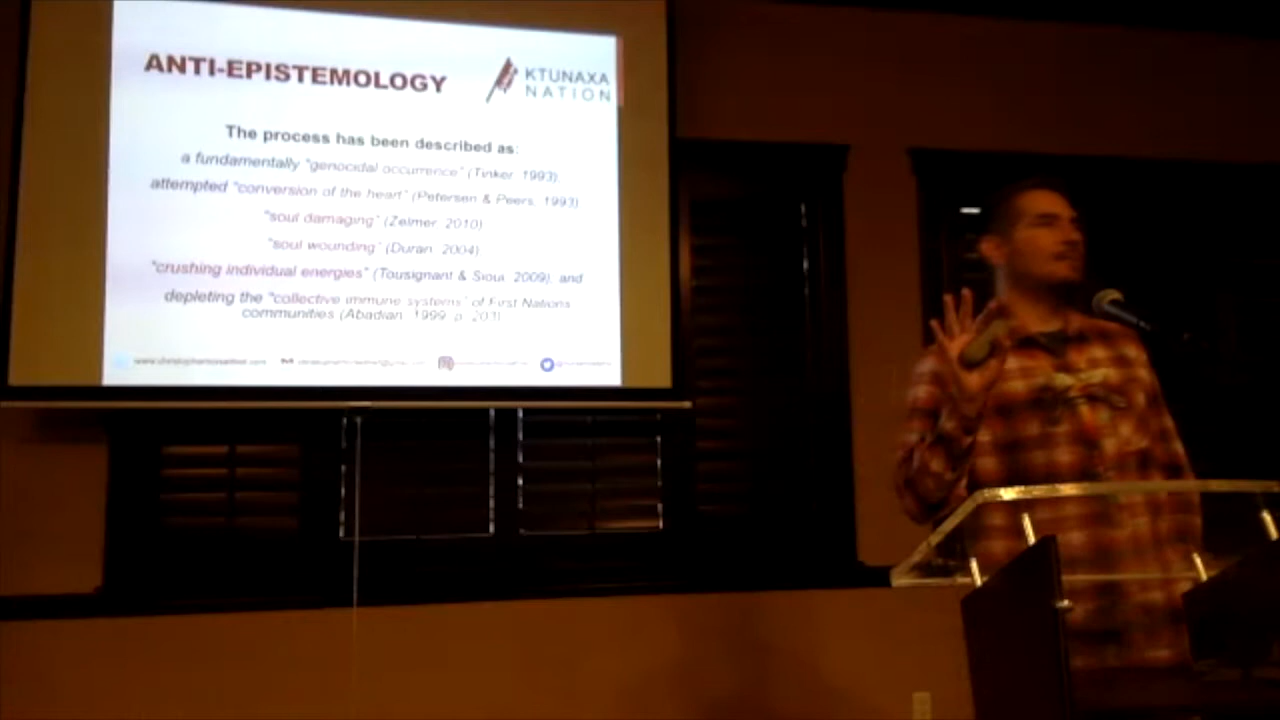 ANTI-EPISTEMOLOGY
KTUNAXA
NATION
The process has been described as:
a fundamentally "genocidal occurrence" (Tinker, 1993),
attempted "conversion of the heart" (Petersen & Peers, 1993)
"soul damaging" (Zelmer, 2010)
"soul wounding" (Duran, 2004),
"crushing individual energies" (Tousignant & Sioui, 2009), and
depleting the "collective immune systems" of First Nations
communities (Abadian, 1999, p. 203)